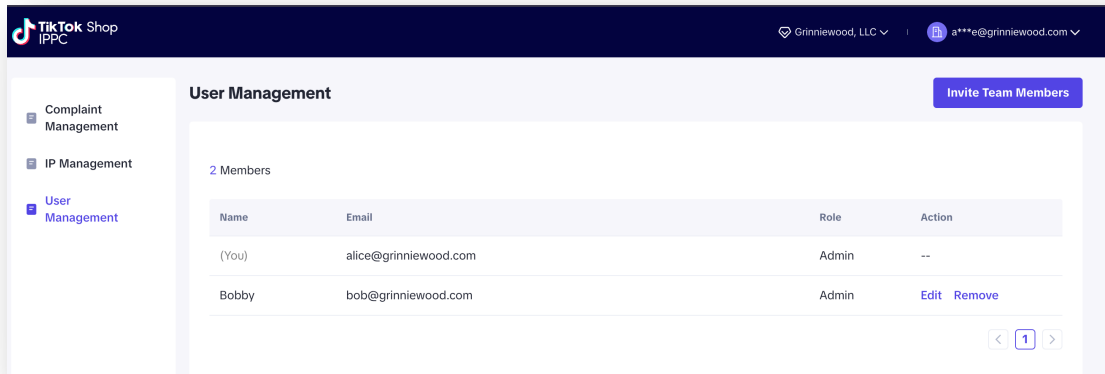 TikTok Shop
IPPC
Grinniewood, LLC
a***e@grinniewood.com
Complaint
Management
IP Management
User
Management
User Management
Invite Team Members
2 Members
Name Email Role Action
(You) alice@grinniewood.com Admin --
Bobby bob@grinniewood.com Admin Edit Remove
1